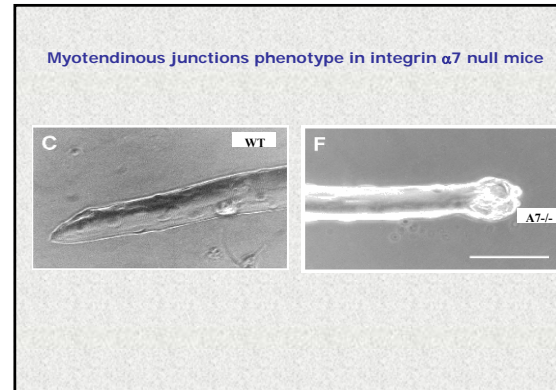 Myotendinous junctions phenotype in integrin α7 null mice
C
WT
F
A7-/-